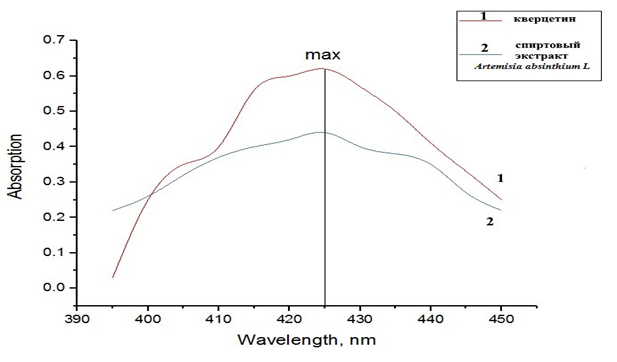 1 кверцетин
2 спиртовый
экстракт
Artemisia absinthium L
max
0.7
0.6
0.5
0.4
0.3
0.2
0.1
0.0
Absorption
1
2
390 400 410 420 430 440 450 460
Wavelength, nm